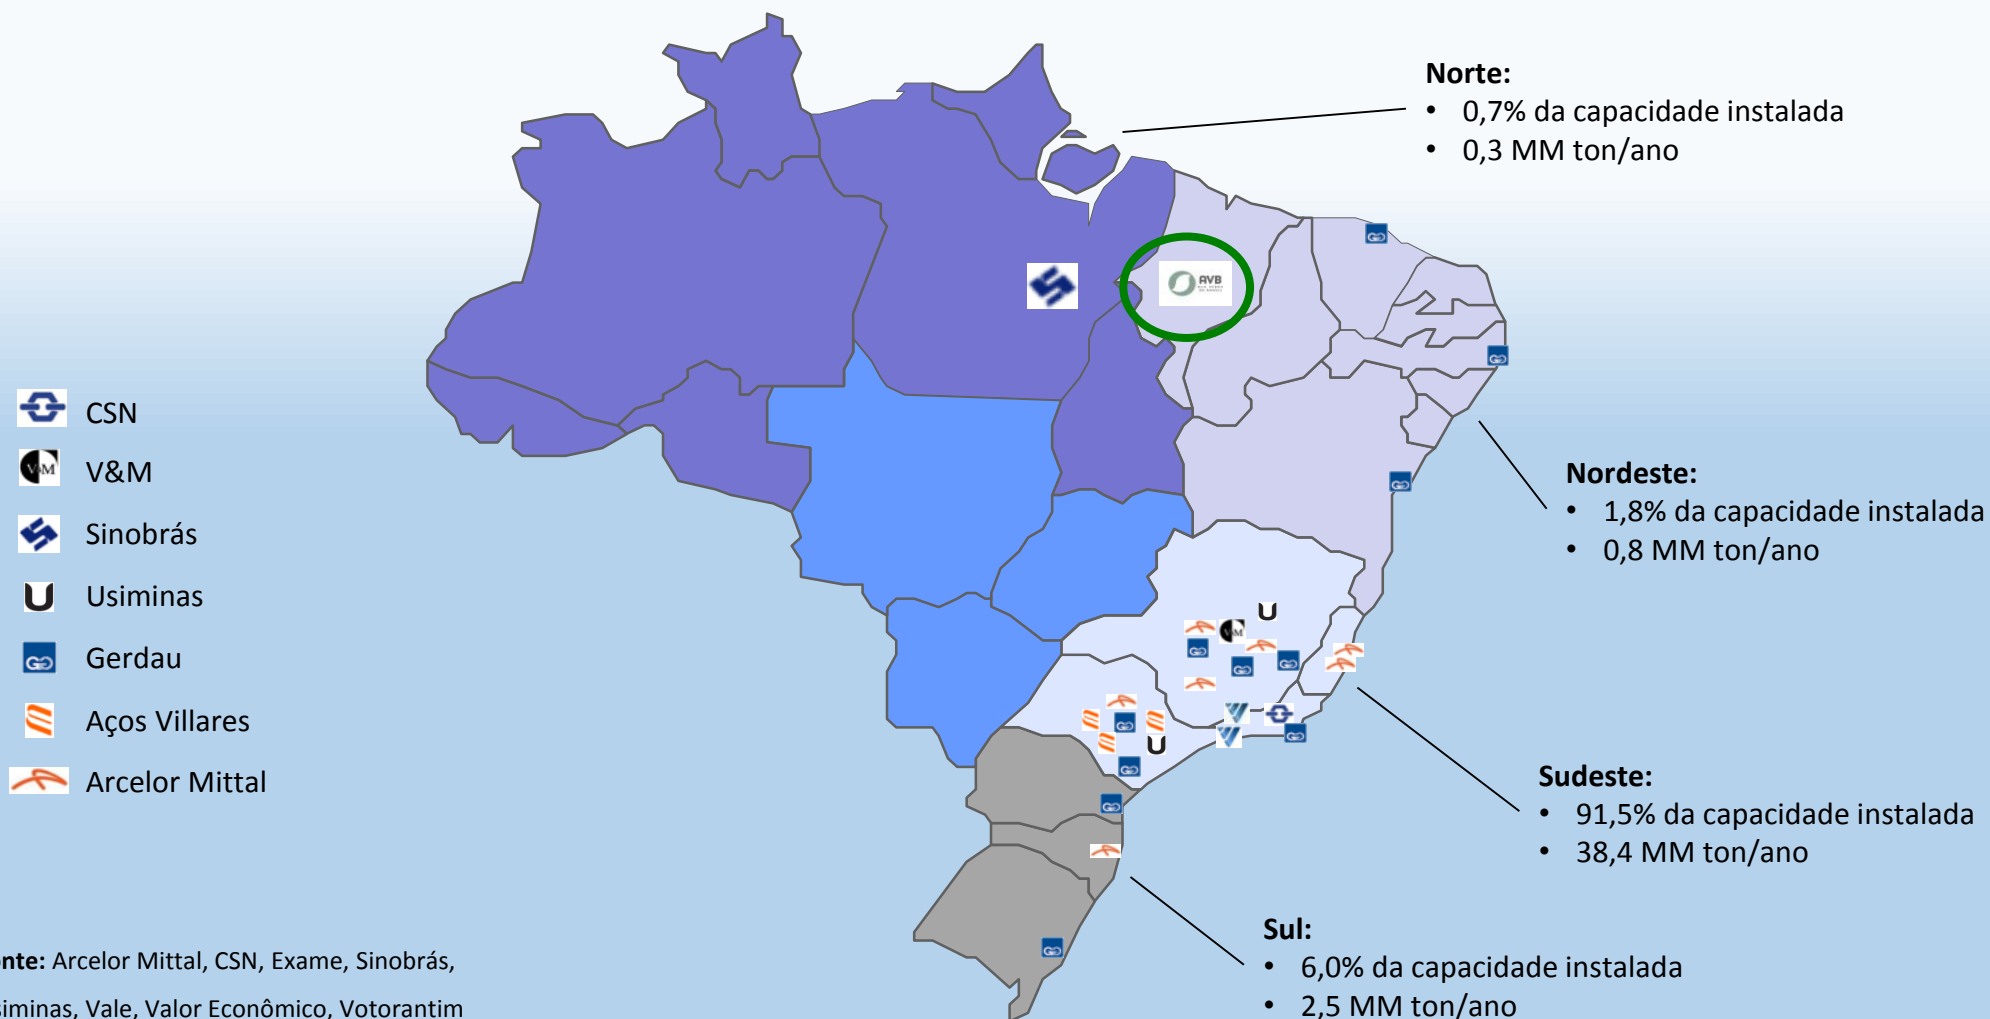 Norte:
• 0,7% da capacidade instalada
• 0,3 MM ton/ano
AVB
CSN
V&M
Sinobrás
Usiminas
Gerdau
Aços Villares
Arcelor Mittal
Nordeste:
• 1,8% da capacidade instalada
• 0,8 MM ton/ano
Sudeste:
• 91,5% da capacidade instalada
• 38,4 MM ton/ano
Sul:
• 6,0% da capacidade instalada
• 2,5 MM ton/ano
onte: Arcelor Mittal, CSN, Exame, Sinobrás,
siminas, Vale, Valor Econômico, Votorantim